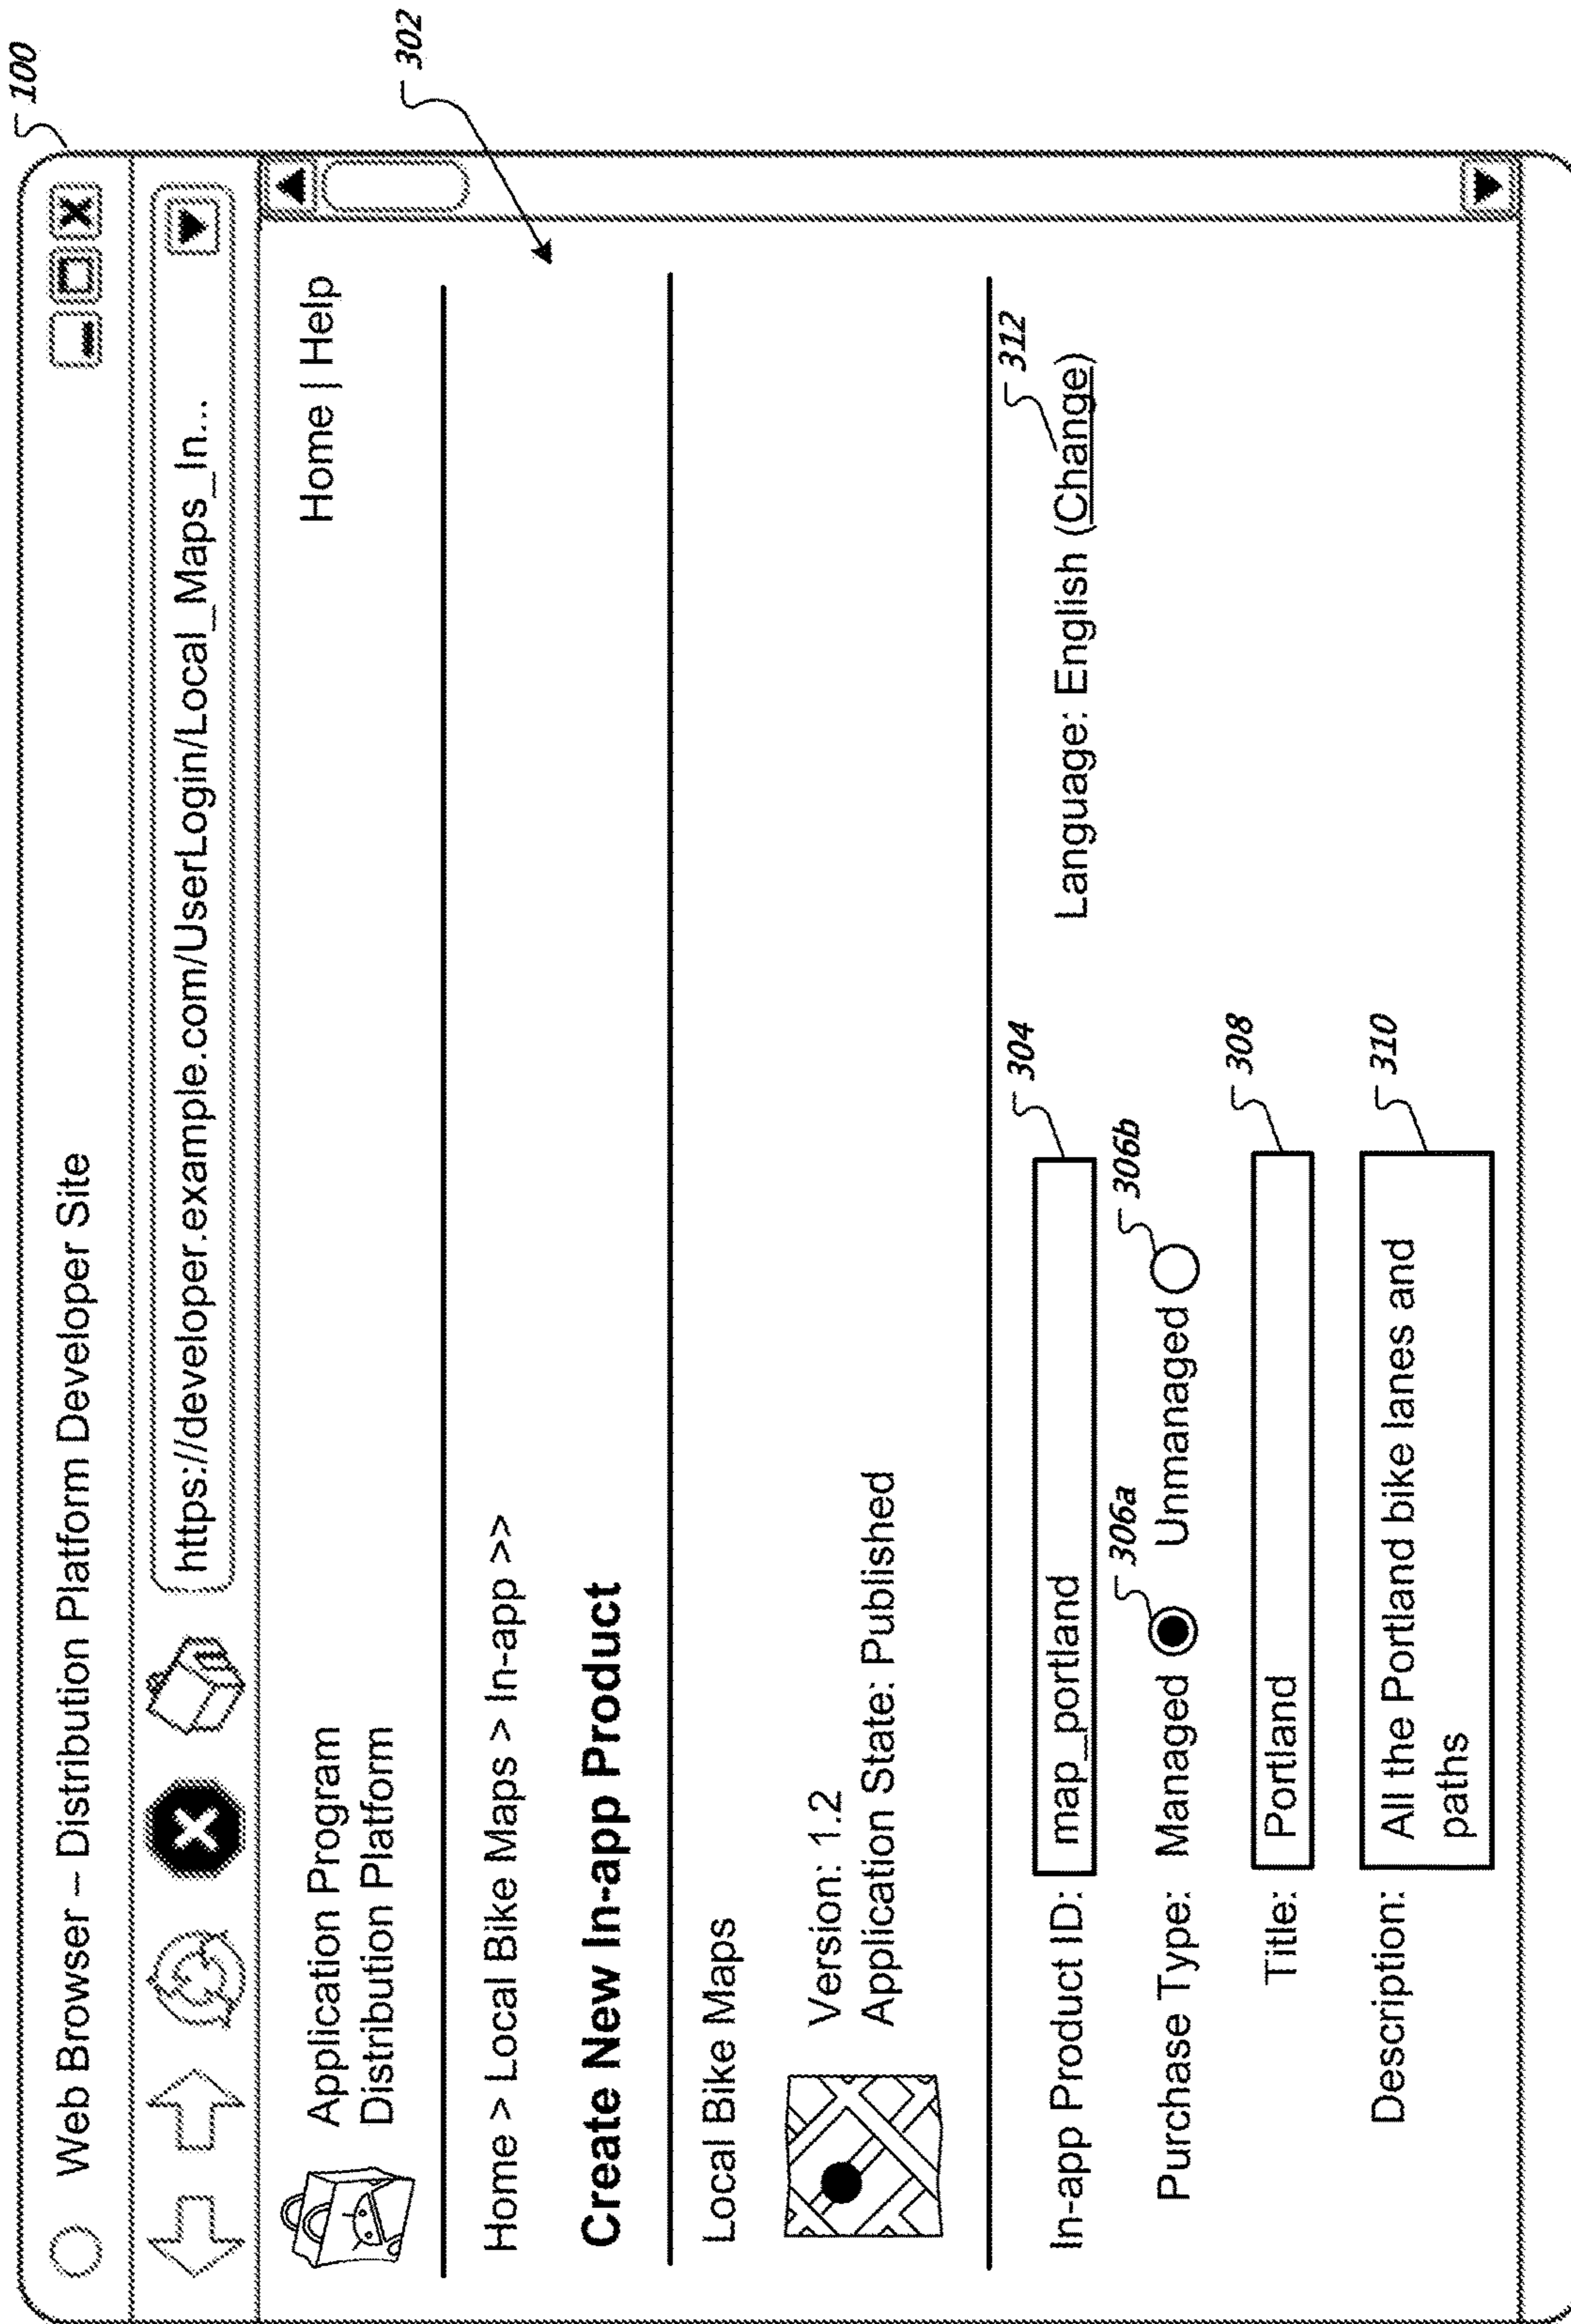 100
Web Browser – Distribution Platform Developer Site
https://developer.example.com/UserLogin/Local_Maps_In...
Application Program
Distribution Platform
Home | Help
302
Home > Local Bike Maps > In-app >>
Create New In-app Product
Local Bike Maps
Version: 1.2
Application State: Published
In-app Product ID: map_portland
304
Language: English (Change)
312
Purchase Type: Managed
306a
Unmanaged
306b
Title: Portland
308
Description: All the Portland bike lanes and
paths
310